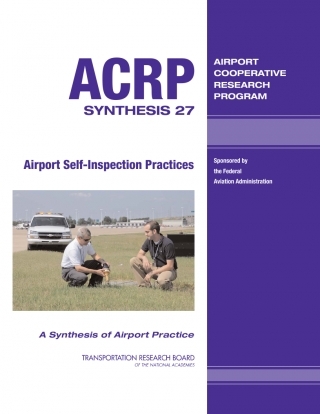 ACRP
SYNTHESIS 27
AIRPORT
COOPERATIVE
RESEARCH
PROGRAM
Airport Self-Inspection Practices
Sponsored by
the Federal
Aviation Administration
A Synthesis of Airport Practice
TRANSPORTATION RESEARCH BOARD
OF THE NATIONAL ACADEMIES